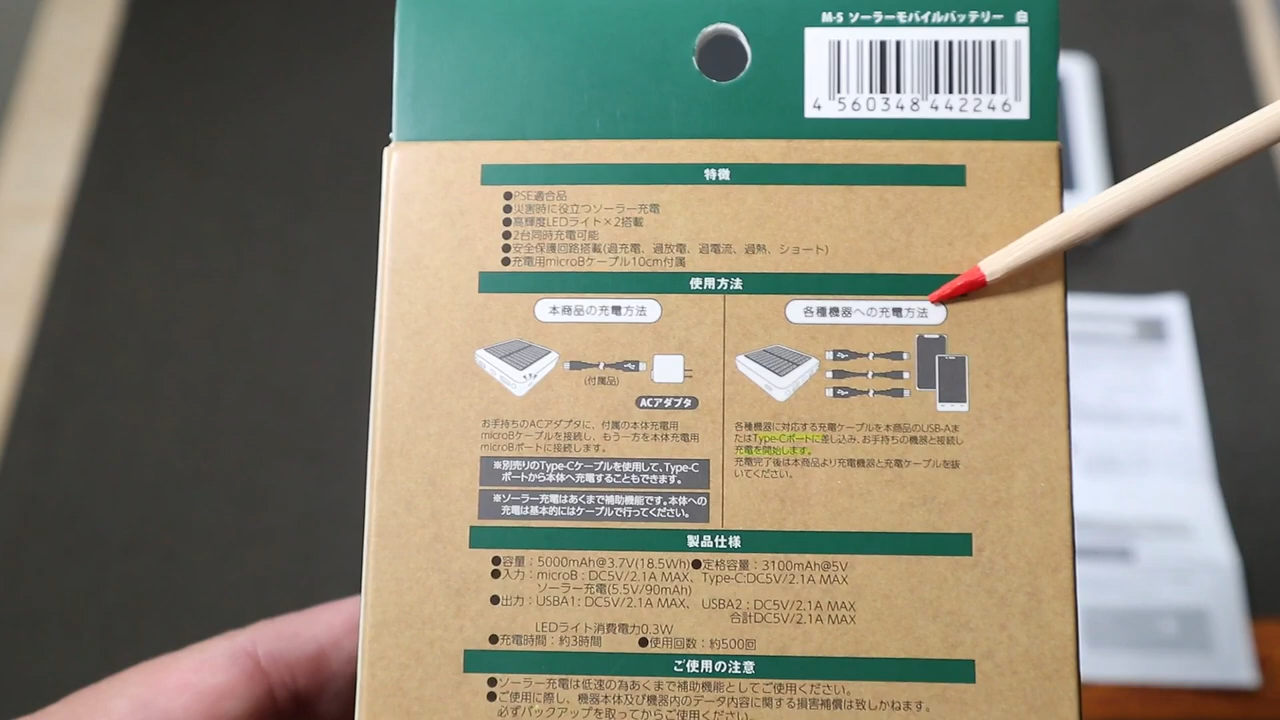 M-5 ソーラーモバイルバッテリー 白
4 560348 442246
特徴
●PSE適合品
●災害時に役立つソーラー充電
●高輝度LEDライト×2搭載
●2台同時充電可能
●安全保護回路搭載(過充電、過放電、過電流、過熱、ショート)
●充電用microBケーブル10cm付属
使用方法
本商品の充電方法
(付属品)
ACアダプタ
お手持ちのACアダプタに、付属の本体充電用
microBケーブルを接続し、もう一方を本体充電用
microBポートに接続します。
※別売りのType-Cケーブルを使用して、Type-C
ポートから本体へ充電することもできます。
※ソーラー充電はあくまで補助機能です。本体への
充電は基本的にはケーブルで行ってください。
各種機器への充電方法
各種機器に対応する充電ケーブルを本商品のUSB-Aま
たはType-Cポートに差し込み、お手持ちの機器と接続し
充電を開始します。
充電完了後は本商品より充電機器と充電ケーブルを抜
いてください。
製品仕様
●容量：5000mAh@3.7V(18.5Wh)●定格容量：3100mAh@5V
●入力：microB：DC5V/2.1A MAX、Type-C:DC5V/2.1A MAX
ソーラー充電(5.5V/90mAh)
●出力：USBA1：DC5V/2.1A MAX、 USBA2：DC5V/2.1A MAX
合計DC5V/2.1A MAX
LEDライト消費電力0.3W
●充電時間：約3時間 ●使用回数：約500回
ご使用の注意
●ソーラー充電は低速の為あくまで補助機能としてご使用ください。
●ご使用に際し、機器本体及び機器内のデータ内容に関する損害補償は致しかねます。
必ずバックアップを取ってからご使用ください。